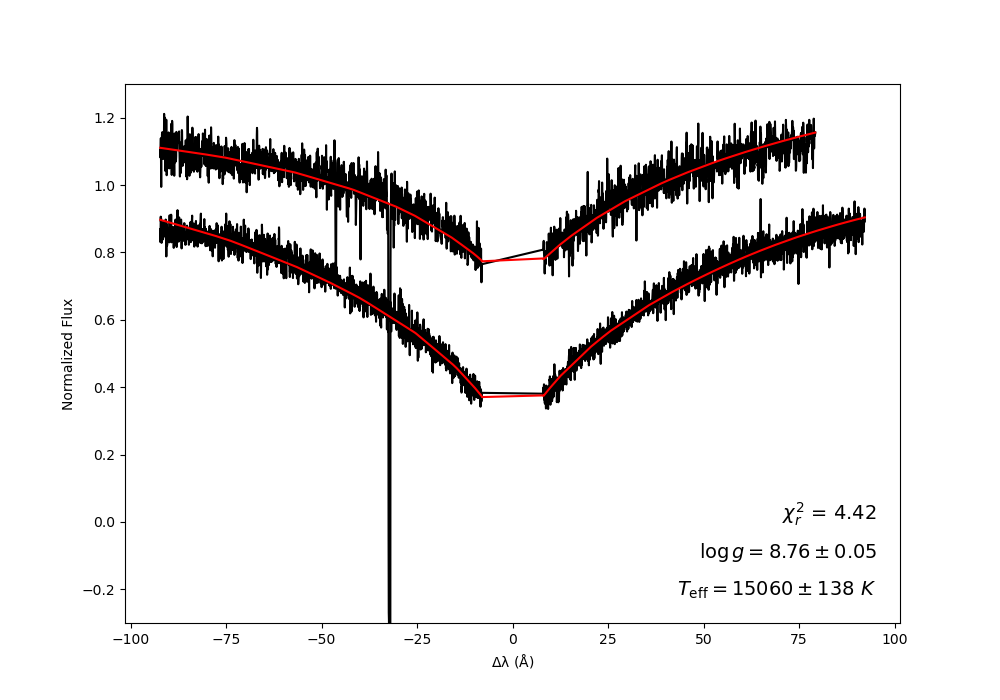 1.2
1.0
0.8
0.6
0.4
0.2
0.0
−0.2
Normalized Flux
χ²ᵣ = 4.42
log g = 8.76 ± 0.05
T_eff = 15060 ± 138 K
−100 −75 −50 −25 0 25 50 75 100
Δλ (Å)